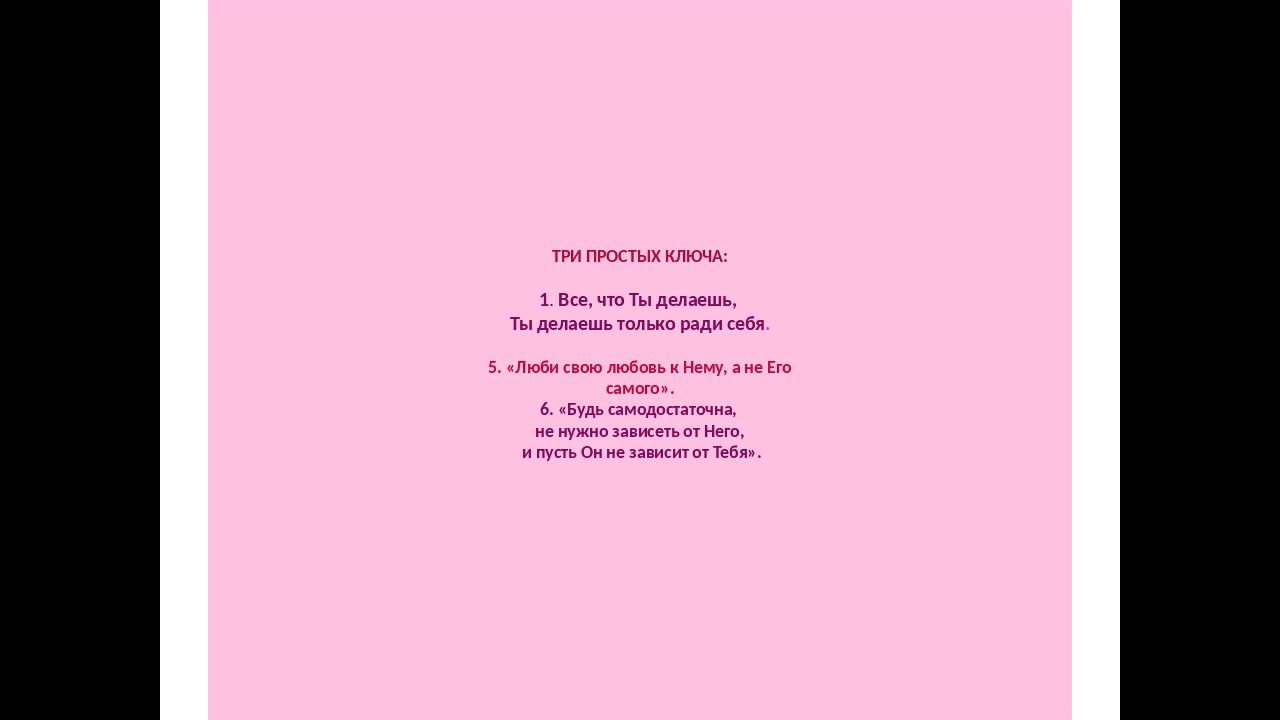 ТРИ ПРОСТЫХ КЛЮЧА:
1. Все, что Ты делаешь,
Ты делаешь только ради себя.
5. «Люби свою любовь к Нему, а не Его
самого».
6. «Будь самодостаточна,
не нужно зависеть от Него,
и пусть Он не зависит от Тебя».